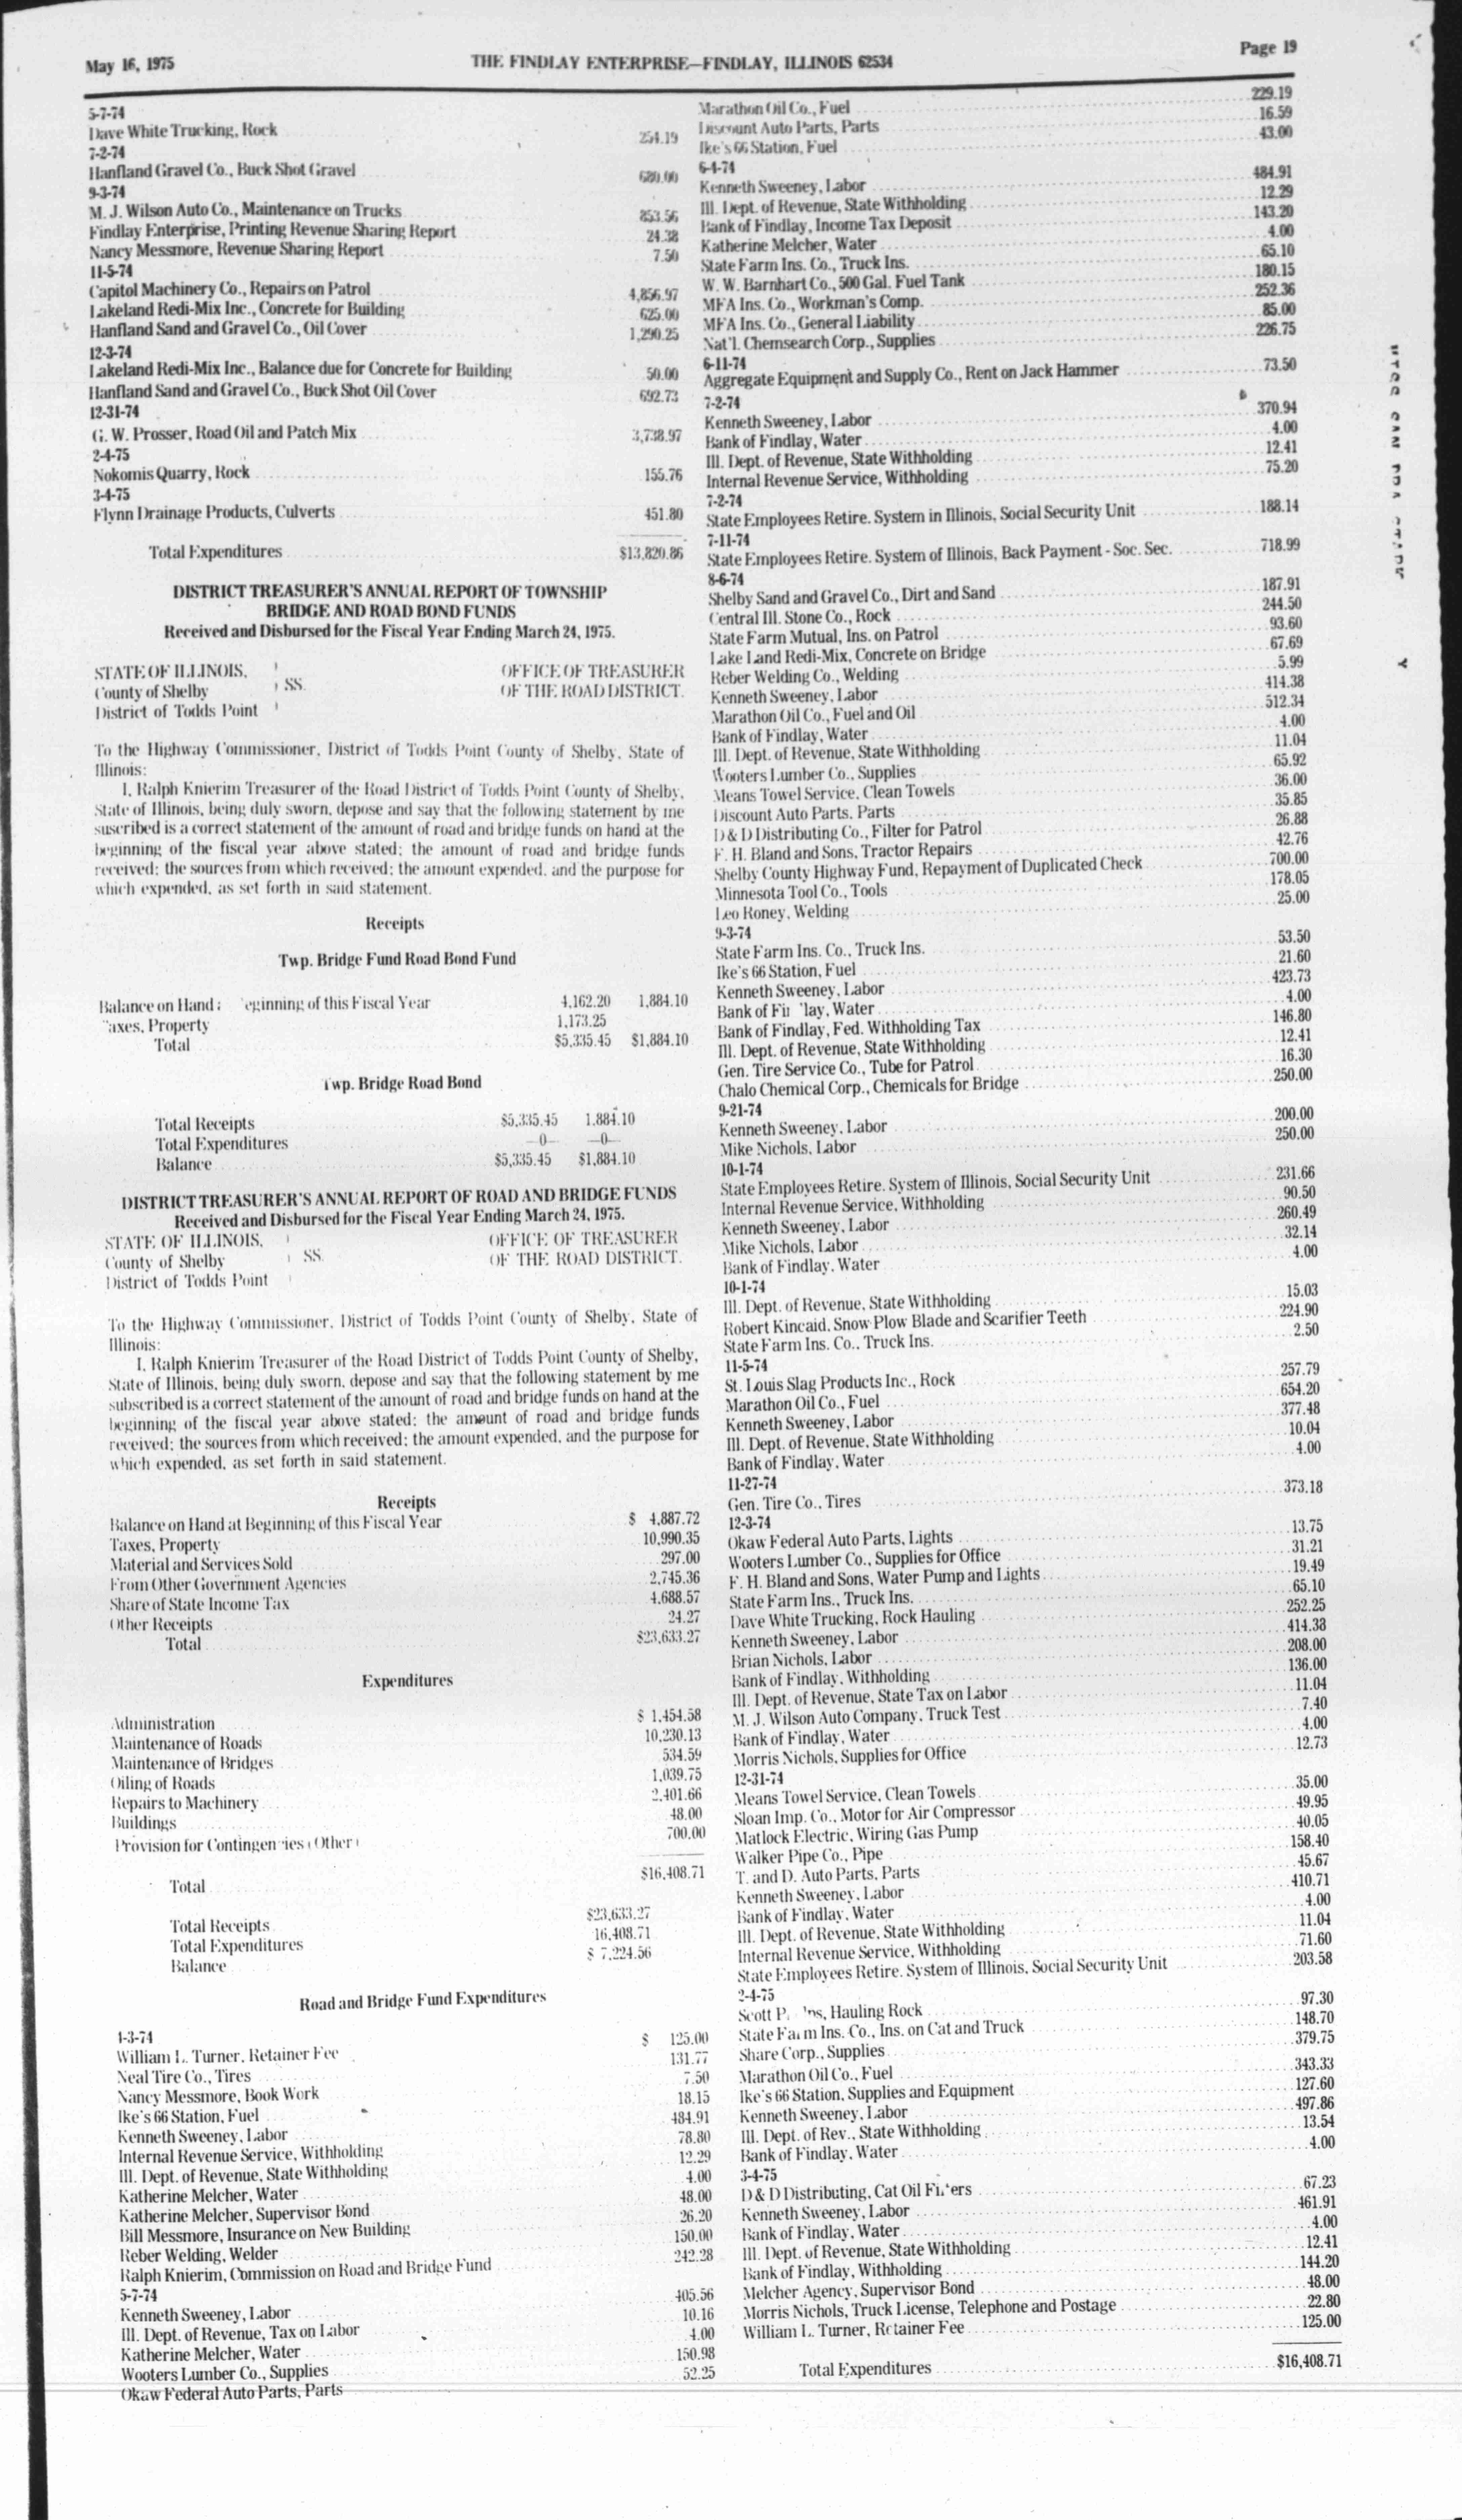 May 16, 1975 THE FINDLAY ENTERPRISE—FINDLAY, ILLINOIS 62534 Page 19
5-7-74
Dave White Trucking, Rock 254.19
7-2-74
Hanfland Gravel Co., Buck Shot Gravel 680.00
9-3-74
M. J. Wilson Auto Co., Maintenance on Trucks 853.56
Findlay Enterprise, Printing Revenue Sharing Report 24.38
Nancy Messmore, Revenue Sharing Report 7.50
11-5-74
Capitol Machinery Co., Repairs on Patrol 4,856.97
Lakeland Redi-Mix Inc., Concrete for Building 625.00
Hanfland Sand and Gravel Co., Oil Cover 1,290.25
12-3-74
Lakeland Redi-Mix Inc., Balance due for Concrete for Building 50.00
Hanfland Sand and Gravel Co., Buck Shot Oil Cover 692.73
12-31-74
G. W. Prosser, Road Oil and Patch Mix 3,738.97
2-4-75
Nokomis Quarry, Rock 155.76
3-4-75
Flynn Drainage Products, Culverts 451.80
Total Expenditures $13,820.86
DISTRICT TREASURER'S ANNUAL REPORT OF TOWNSHIP
BRIDGE AND ROAD BOND FUNDS
Received and Disbursed for the Fiscal Year Ending March 24, 1975.
STATE OF ILLINOIS, ) OFFICE OF TREASURER
County of Shelby ) SS. OF THE ROAD DISTRICT.
District of Todds Point )
To the Highway Commissioner, District of Todds Point County of Shelby, State of
Illinois:
I, Ralph Knierim Treasurer of the Road District of Todds Point County of Shelby,
State of Illinois, being duly sworn, depose and say that the following statement by me
suscribed is a correct statement of the amount of road and bridge funds on hand at the
beginning of the fiscal year above stated; the amount of road and bridge funds
received; the sources from which received; the amount expended, and the purpose for
which expended, as set forth in said statement.
Receipts
Twp. Bridge Fund Road Bond Fund
Balance on Hand a eginning of this Fiscal Year 4,162.20 1,884.10
Taxes, Property 1,173.25
Total $5,335.45 $1,884.10
Twp. Bridge Road Bond
Total Receipts $5,335.45 1,884.10
Total Expenditures —0— —0—
Balance $5,335.45 $1,884.10
DISTRICT TREASURER'S ANNUAL REPORT OF ROAD AND BRIDGE FUNDS
Received and Disbursed for the Fiscal Year Ending March 24, 1975.
STATE OF ILLINOIS, ) OFFICE OF TREASURER
County of Shelby ) SS. OF THE ROAD DISTRICT.
District of Todds Point )
To the Highway Commissioner, District of Todds Point County of Shelby, State of
Illinois:
I, Ralph Knierim Treasurer of the Road District of Todds Point County of Shelby,
State of Illinois, being duly sworn, depose and say that the following statement by me
subscribed is a correct statement of the amount of road and bridge funds on hand at the
beginning of the fiscal year above stated; the amount of road and bridge funds
received; the sources from which received; the amount expended, and the purpose for
which expended, as set forth in said statement.
Receipts
Balance on Hand at Beginning of this Fiscal Year $ 4,887.72
Taxes, Property 10,990.35
Material and Services Sold 297.00
From Other Government Agencies 2,745.36
Share of State Income Tax 4,688.57
Other Receipts 24.27
Total $23,633.27
Expenditures
Administration $ 1,454.58
Maintenance of Roads 10,230.13
Maintenance of Bridges 534.59
Oiling of Roads 1,039.75
Repairs to Machinery 2,401.66
Buildings 48.00
Provision for Contingencies (Other) 700.00
Total $16,408.71
Total Receipts $23,633.27
Total Expenditures 16,408.71
Balance $ 7,224.56
Road and Bridge Fund Expenditures
1-3-74
William L. Turner, Retainer Fee $ 125.00
Neal Tire Co., Tires 131.77
Nancy Messmore, Book Work 7.50
Ike's 66 Station, Fuel 18.15
Kenneth Sweeney, Labor 484.91
Internal Revenue Service, Withholding 78.80
Ill. Dept. of Revenue, State Withholding 12.29
Katherine Melcher, Water 4.00
Katherine Melcher, Supervisor Bond 48.00
Bill Messmore, Insurance on New Building 26.20
Reber Welding, Welder 150.00
Ralph Knierim, Commission on Road and Bridge Fund 242.28
5-7-74
Kenneth Sweeney, Labor 405.56
Ill. Dept. of Revenue, Tax on Labor 10.16
Katherine Melcher, Water 4.00
Wooters Lumber Co., Supplies 150.98
Okaw Federal Auto Parts, Parts 52.25
Marathon Oil Co., Fuel 229.19
Discount Auto Parts, Parts 16.59
Ike's 66 Station, Fuel 43.00
6-4-74
Kenneth Sweeney, Labor 484.91
Ill. Dept. of Revenue, State Withholding 12.29
Bank of Findlay, Income Tax Deposit 143.20
Katherine Melcher, Water 4.00
State Farm Ins. Co., Truck Ins. 65.10
W. W. Barnhart Co., 500 Gal. Fuel Tank 180.15
MFA Ins. Co., Workman's Comp. 252.36
MFA Ins. Co., General Liability 85.00
Nat'l. Chemsearch Corp., Supplies 226.75
6-11-74
Aggregate Equipment and Supply Co., Rent on Jack Hammer 73.50
7-2-74
Kenneth Sweeney, Labor 370.94
Bank of Findlay, Water 4.00
Ill. Dept. of Revenue, State Withholding 12.41
Internal Revenue Service, Withholding 75.20
7-2-74
State Employees Retire. System in Illinois, Social Security Unit 188.14
7-11-74
State Employees Retire. System of Illinois, Back Payment - Soc. Sec. 718.99
8-6-74
Shelby Sand and Gravel Co., Dirt and Sand 187.91
Central Ill. Stone Co., Rock 244.50
State Farm Mutual, Ins. on Patrol 93.60
Lake Land Redi-Mix, Concrete on Bridge 67.69
Reber Welding Co., Welding 5.99
Kenneth Sweeney, Labor 414.38
Marathon Oil Co., Fuel and Oil 512.34
Bank of Findlay, Water 4.00
Ill. Dept. of Revenue, State Withholding 11.04
Wooters Lumber Co., Supplies 65.92
Means Towel Service, Clean Towels 36.00
Discount Auto Parts, Parts 35.85
D & D Distributing Co., Filter for Patrol 26.88
F. H. Bland and Sons, Tractor Repairs 42.76
Shelby County Highway Fund, Repayment of Duplicated Check 700.00
Minnesota Tool Co., Tools 178.05
Leo Roney, Welding 25.00
9-3-74
State Farm Ins. Co., Truck Ins. 53.50
Ike's 66 Station, Fuel 21.60
Kenneth Sweeney, Labor 423.73
Bank of Fin lay, Water 4.00
Bank of Findlay, Fed. Withholding Tax 146.80
Ill. Dept. of Revenue, State Withholding 12.41
Gen. Tire Service Co., Tube for Patrol 16.30
Chalo Chemical Corp., Chemicals for Bridge 250.00
9-21-74
Kenneth Sweeney, Labor 200.00
Mike Nichols, Labor 250.00
10-1-74
State Employees Retire. System of Illinois, Social Security Unit 231.66
Internal Revenue Service, Withholding 90.50
Kenneth Sweeney, Labor 260.49
Mike Nichols, Labor 32.14
Bank of Findlay, Water 4.00
10-1-74
Ill. Dept. of Revenue, State Withholding 15.03
Robert Kincaid, Snow Plow Blade and Scarifier Teeth 224.90
State Farm Ins. Co., Truck Ins. 2.50
11-5-74
St. Louis Slag Products Inc., Rock 257.79
Marathon Oil Co., Fuel 654.20
Kenneth Sweeney, Labor 377.48
Ill. Dept. of Revenue, State Withholding 10.04
Bank of Findlay, Water 4.00
11-27-74
Gen. Tire Co., Tires 373.18
12-3-74
Okaw Federal Auto Parts, Lights 13.75
Wooters Lumber Co., Supplies for Office 31.21
F. H. Bland and Sons, Water Pump and Lights 19.49
State Farm Ins., Truck Ins. 65.10
Dave White Trucking, Rock Hauling 252.25
Kenneth Sweeney, Labor 414.38
Brian Nichols, Labor 208.00
Bank of Findlay, Withholding 136.00
Ill. Dept. of Revenue, State Tax on Labor 11.04
M. J. Wilson Auto Company, Truck Test 7.40
Bank of Findlay, Water 4.00
Morris Nichols, Supplies for Office 12.73
12-31-74
Means Towel Service, Clean Towels 35.00
Sloan Imp. Co., Motor for Air Compressor 49.95
Matlock Electric, Wiring Gas Pump 40.05
Walker Pipe Co., Pipe 158.40
T. and D. Auto Parts, Parts 45.67
Kenneth Sweeney, Labor 410.71
Bank of Findlay, Water 4.00
Ill. Dept. of Revenue, State Withholding 11.04
Internal Revenue Service, Withholding 71.60
State Employees Retire. System of Illinois, Social Security Unit 203.58
2-4-75
Scott Hauling Rock 97.30
State Farm Ins. Co., Ins. on Cat and Truck 148.70
Share Corp., Supplies 379.75
Marathon Oil Co., Fuel 343.33
Ike's 66 Station, Supplies and Equipment 127.60
Kenneth Sweeney, Labor 497.86
Ill. Dept. of Rev., State Withholding 13.54
Bank of Findlay, Water 4.00
3-4-75
D & D Distributing, Cat Oil Filters 67.23
Kenneth Sweeney, Labor 461.91
Bank of Findlay, Water 4.00
Ill. Dept. of Revenue, State Withholding 12.41
Bank of Findlay, Withholding 144.20
Melcher Agency, Supervisor Bond 48.00
Morris Nichols, Truck License, Telephone and Postage 22.80
William L. Turner, Retainer Fee 125.00
Total Expenditures $16,408.71